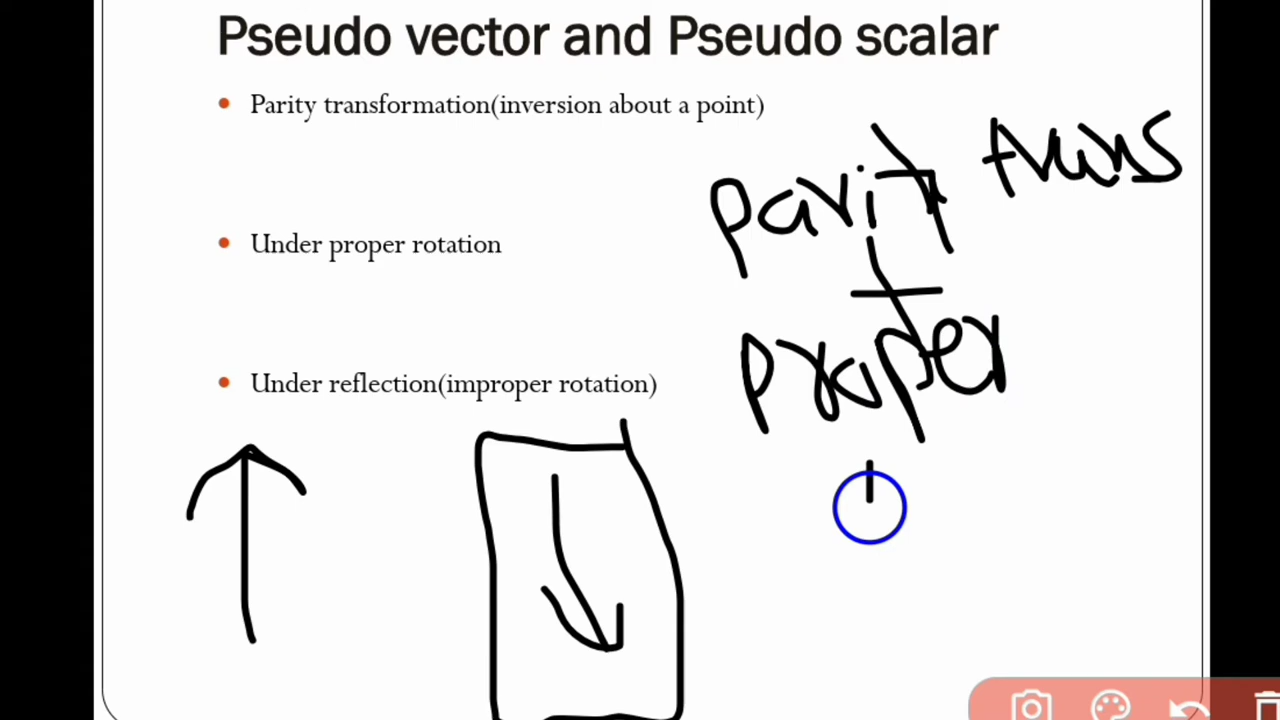 Pseudo vector and Pseudo scalar
• Parity transformation(inversion about a point)
parity trans
• Under proper rotation
+
proper
• Under reflection(improper rotation)